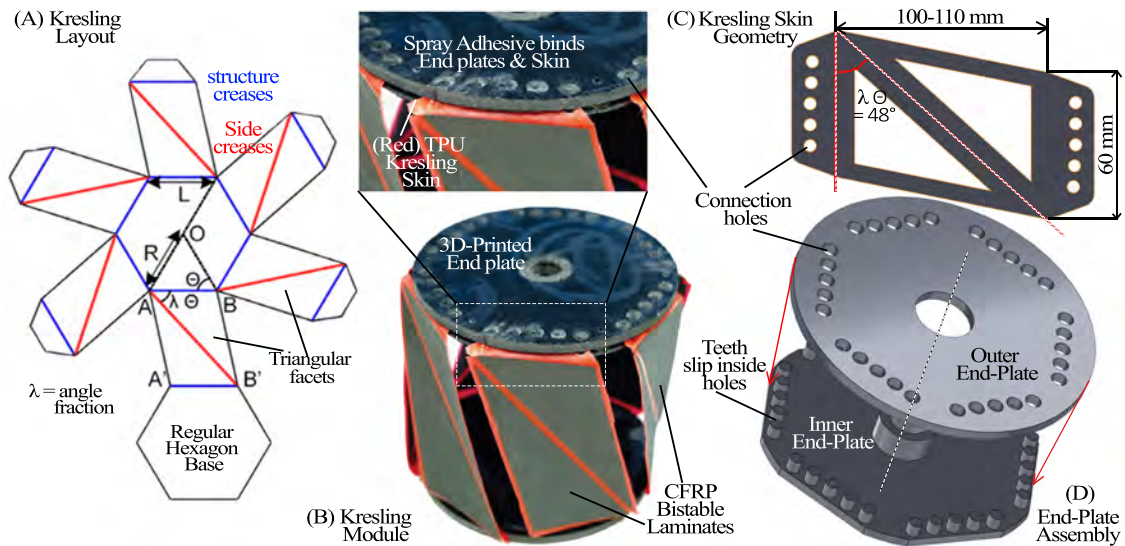 (A) Kresling
Layout
structure
creases
Side
creases
L
O
R
Θ
A
λ Θ
B
A'
B'
Triangular
facets
λ = angle
fraction
Regular
Hexagon
Base
Spray Adhesive binds
End plates & Skin
(Red) TPU
Kresling
Skin
3D-Printed
End plate
(B) Kresling
Module
CFRP
Bistable
Laminates
(C) Kresling Skin
Geometry
100-110 mm
λ Θ
= 48°
60 mm
Connection
holes
Teeth
slip inside
holes
Outer
End-Plate
Inner
End-Plate
(D)
End-Plate
Assembly